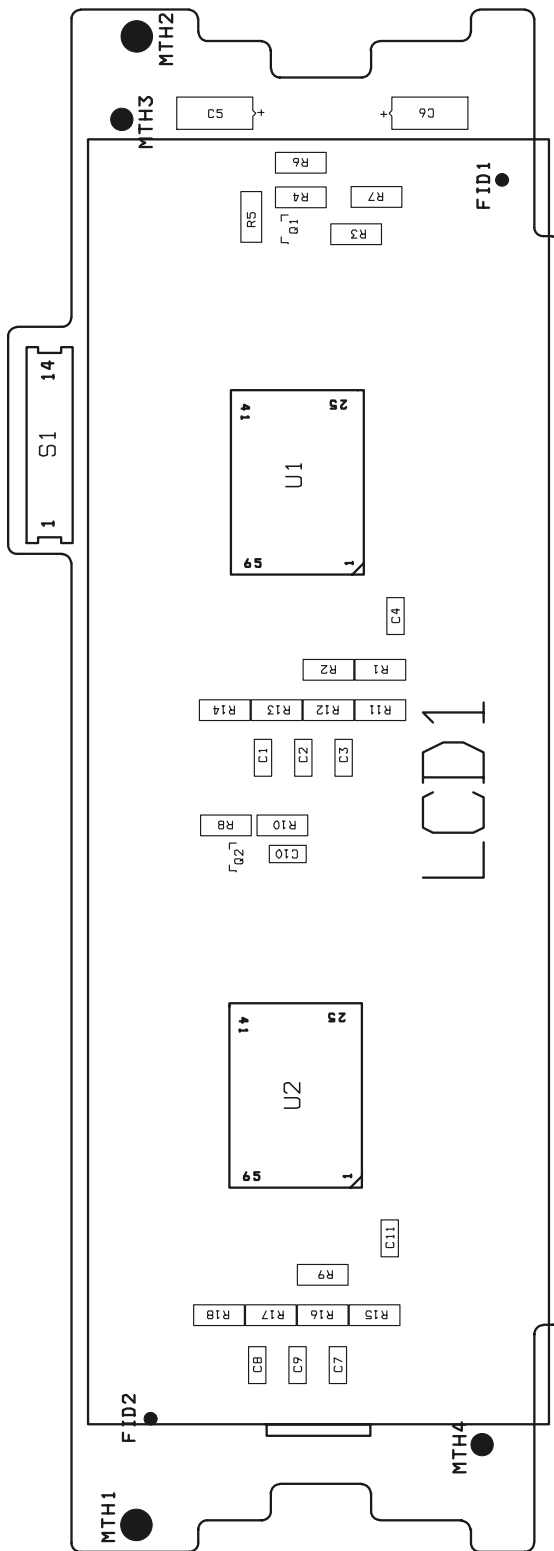 MTH2
MTH3
C5
+
+
C6
R6
FID1
R4
R7
R5
Q1
R3
14
S1
1
41
25
U1
65
1
C4
R2
R1
R14
R13
R12
R11
C1
C2
C3
LCD1
R8
R10
Q2
C10
41
25
U2
65
1
C11
R9
R18
R17
R16
R15
C8
C9
C7
FID2
MTH4
MTH1